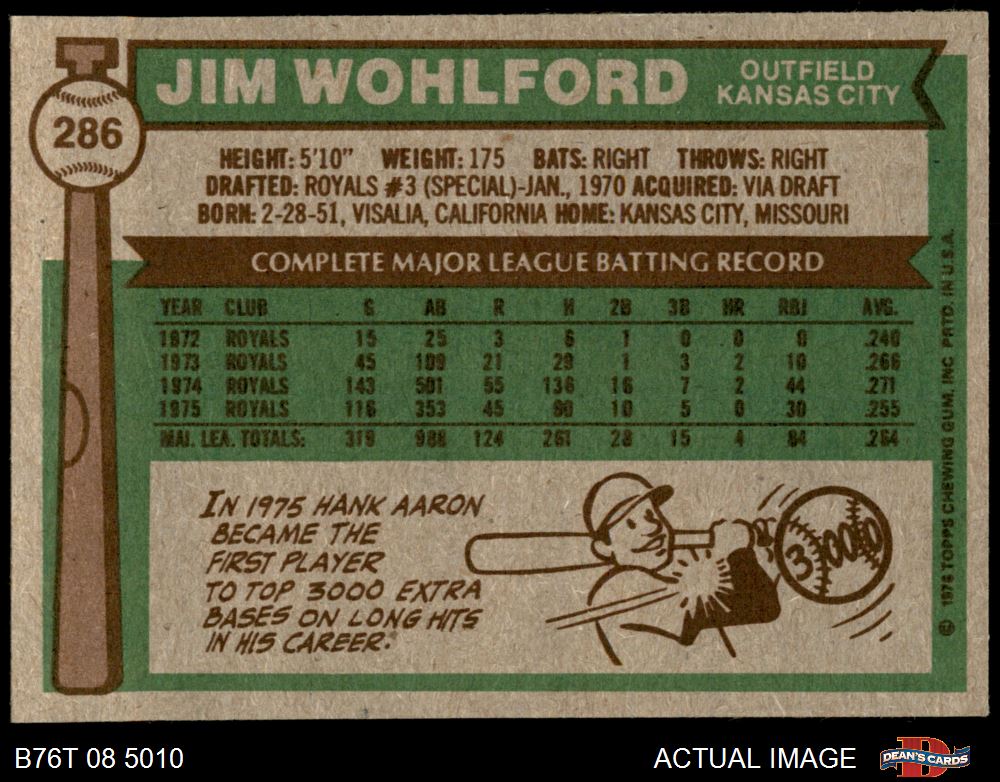 286
JIM WOHLFORD
OUTFIELD
KANSAS CITY
HEIGHT: 5'10" WEIGHT: 175 BATS: RIGHT THROWS: RIGHT
DRAFTED: ROYALS #3 (SPECIAL)-JAN., 1970 ACQUIRED: VIA DRAFT
BORN: 2-28-51, VISALIA, CALIFORNIA HOME: KANSAS CITY, MISSOURI
COMPLETE MAJOR LEAGUE BATTING RECORD
YEAR CLUB G AB R H 2B 3B HR RBI AVG.
1972 ROYALS 15 25 3 6 1 0 0 0 .240
1973 ROYALS 45 109 21 29 1 3 2 10 .266
1974 ROYALS 143 501 55 136 16 7 2 44 .271
1975 ROYALS 116 353 45 90 10 5 0 30 .255
MAJ. LEA. TOTALS: 319 988 124 261 28 15 4 84 .264
IN 1975 HANK AARON
BECAME THE
FIRST PLAYER
TO TOP 3000 EXTRA
BASES ON LONG HITS
IN HIS CAREER.
3000
© 1976 TOPPS CHEWING GUM, INC. PRTD. IN U.S.A.
B76T 08 5010
ACTUAL IMAGE
DEAN'S CARDS